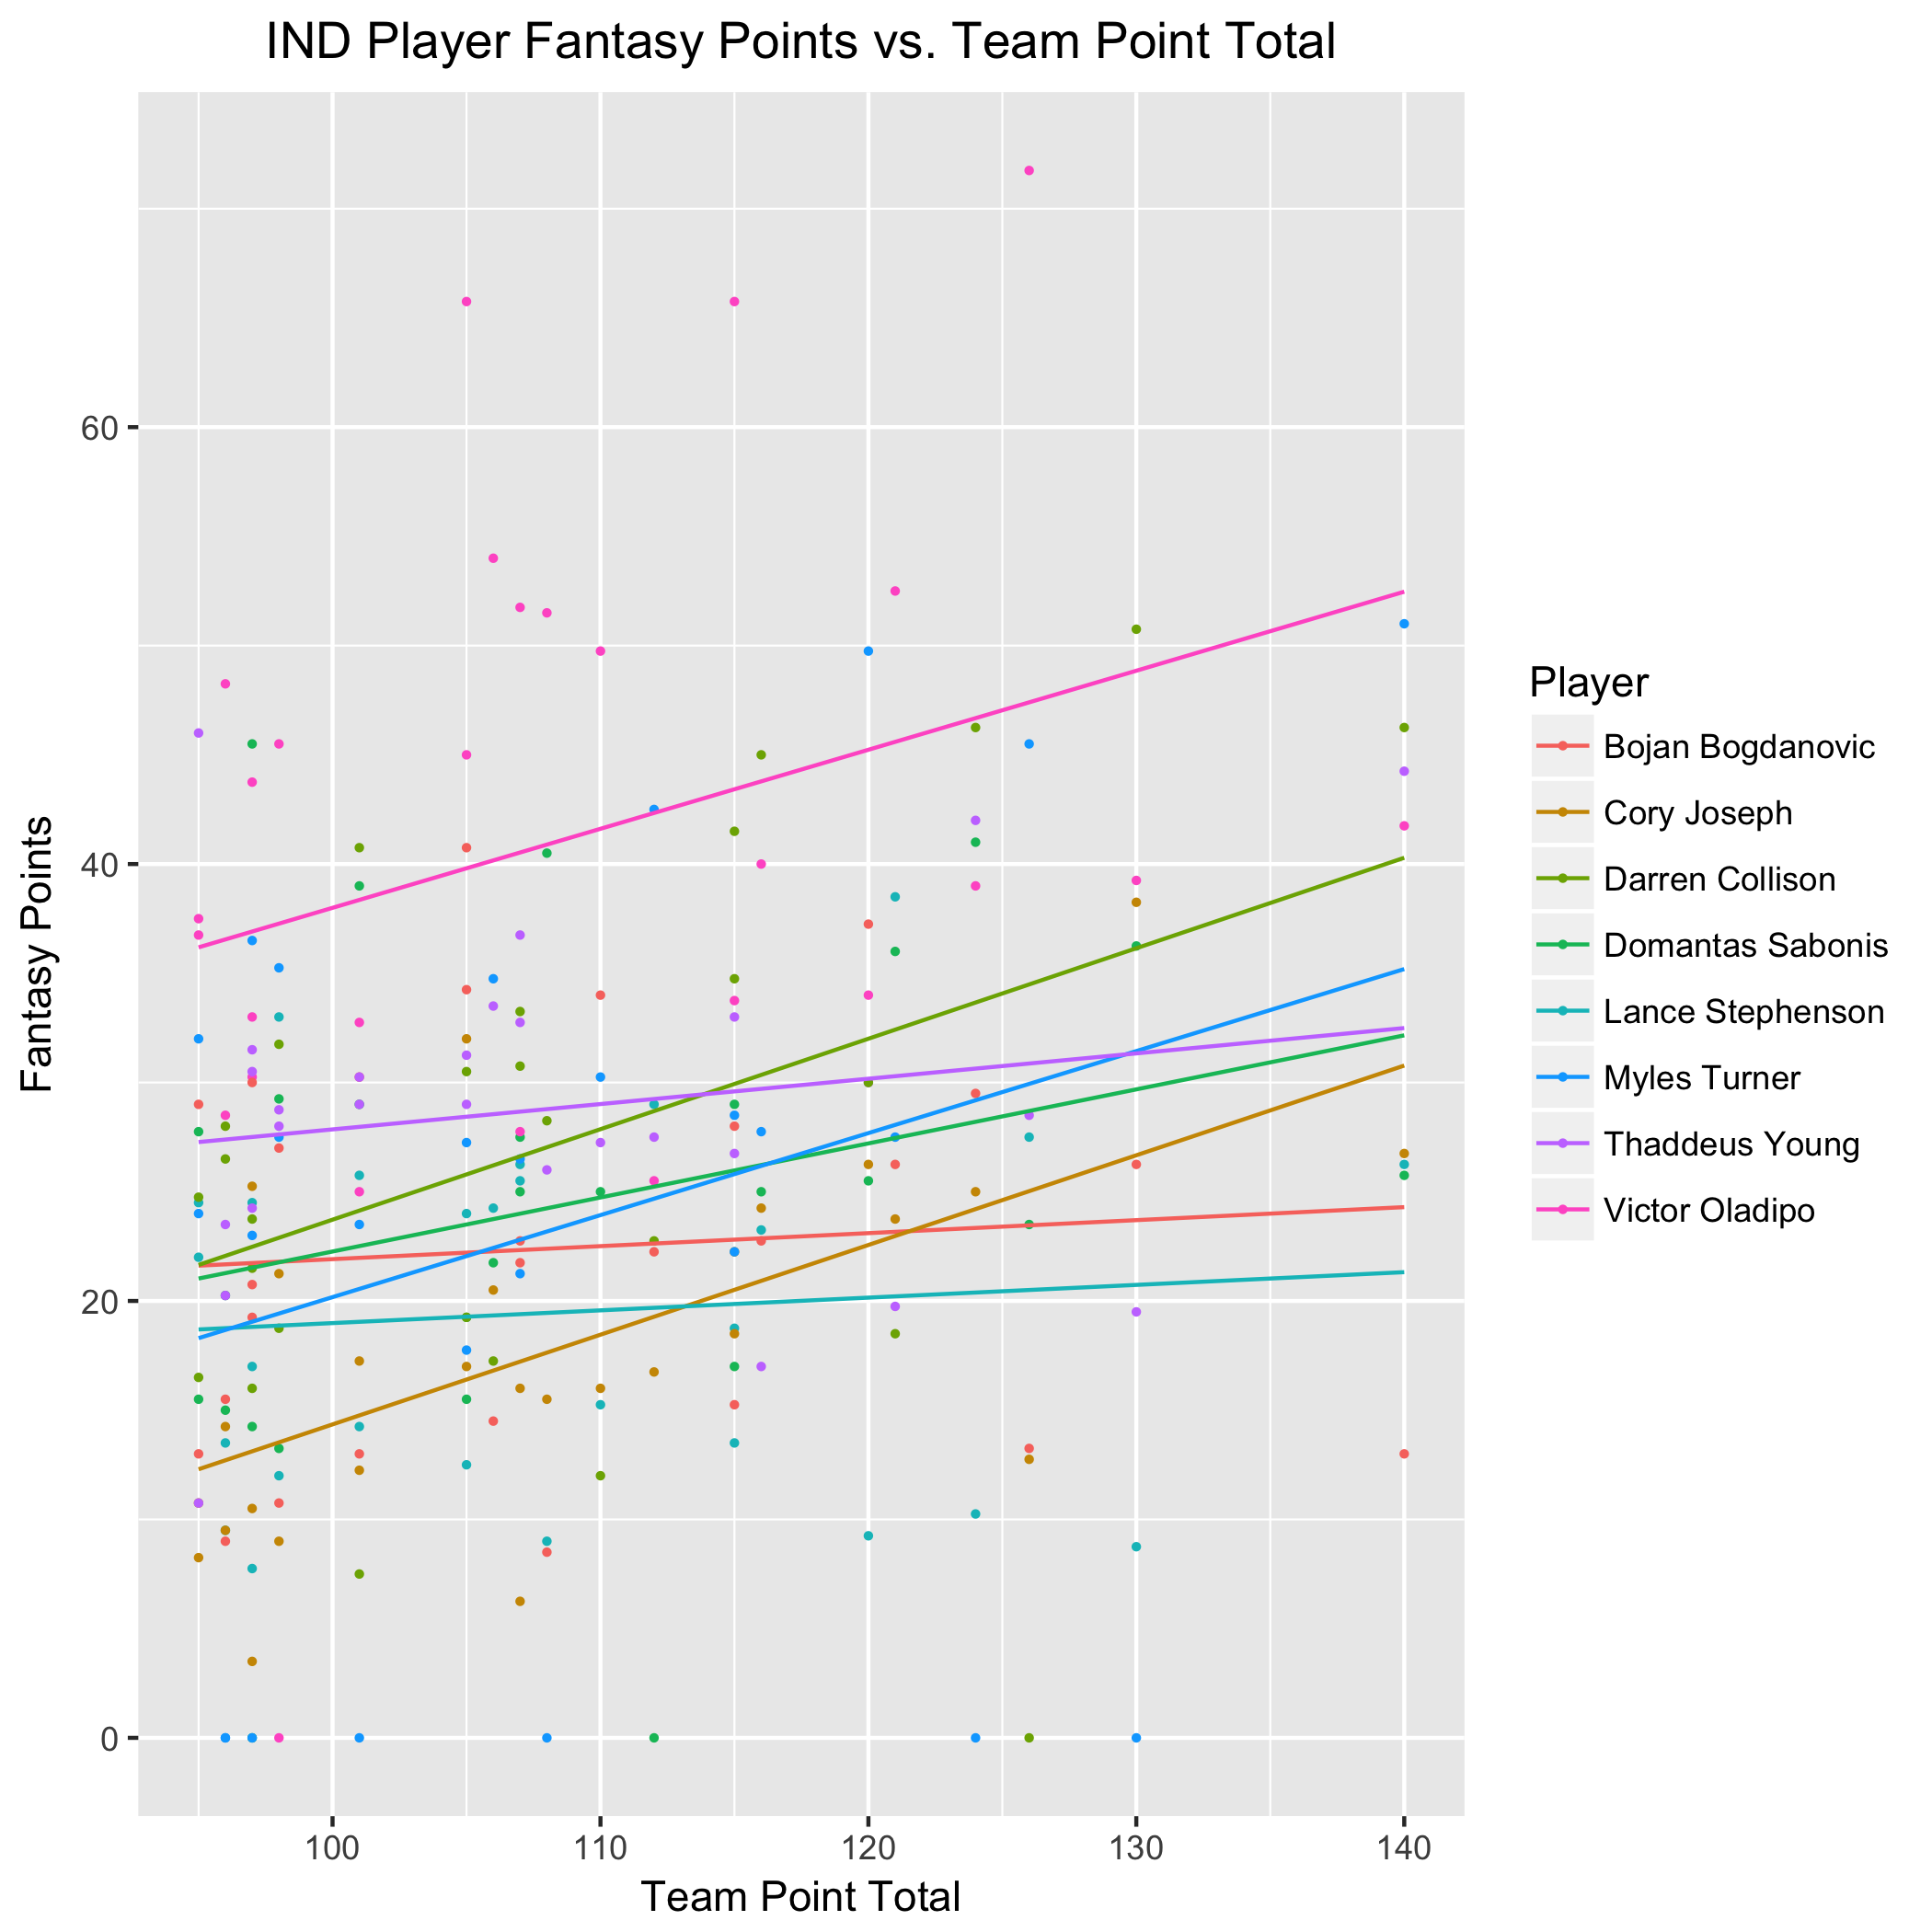 IND Player Fantasy Points vs. Team Point Total
60
40
20
0
Fantasy Points
100 110 120 130 140
Team Point Total
Player
Bojan Bogdanovic
Cory Joseph
Darren Collison
Domantas Sabonis
Lance Stephenson
Myles Turner
Thaddeus Young
Victor Oladipo